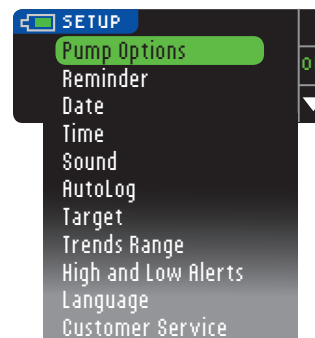 SETUP
Pump Options
Reminder
Date
Time
Sound
AutoLog
Target
Trends Range
High and Low Alerts
Language
Customer Service